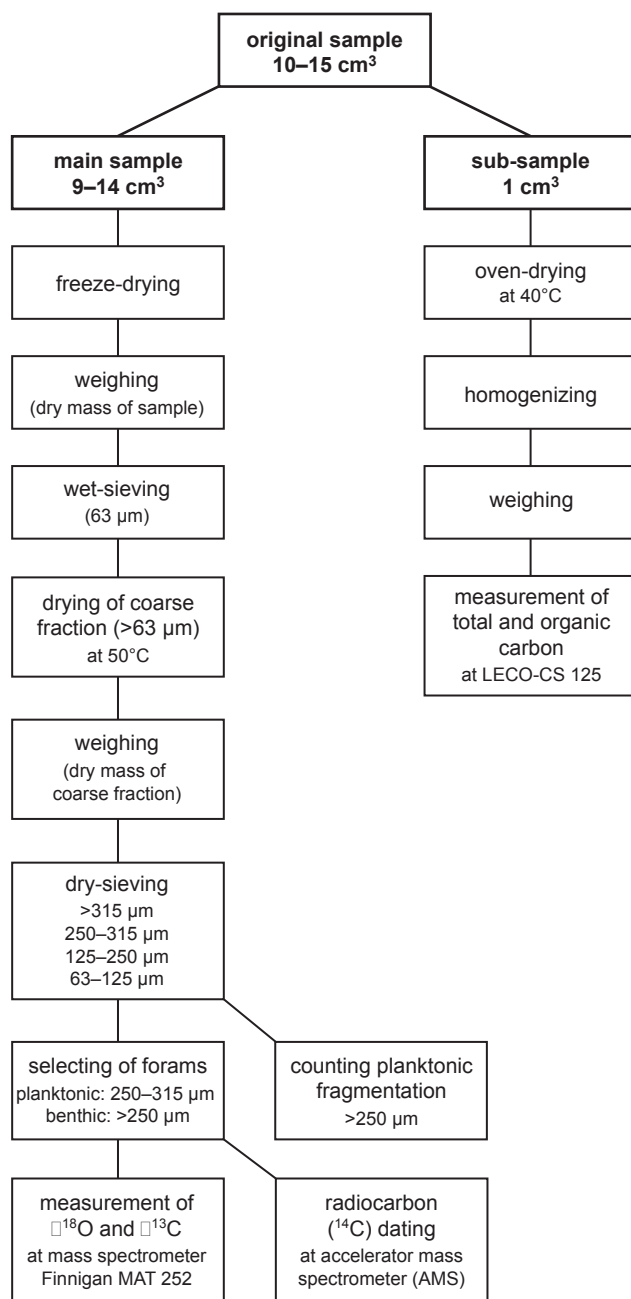 original sample
10–15 cm³
main sample
9–14 cm³
sub-sample
1 cm³
freeze-drying
oven-drying
at 40°C
weighing
(dry mass of sample)
homogenizing
wet-sieving
(63 µm)
weighing
drying of coarse
fraction (>63 µm)
at 50°C
measurement of
total and organic
carbon
at LECO-CS 125
weighing
(dry mass of
coarse fraction)
dry-sieving
>315 µm
250–315 µm
125–250 µm
63–125 µm
selecting of forams
planktonic: 250–315 µm
benthic: >250 µm
counting planktonic
fragmentation
>250 µm
measurement of
□¹⁸O and □¹³C
at mass spectrometer
Finnigan MAT 252
radiocarbon
(¹⁴C) dating
at accelerator mass
spectrometer (AMS)